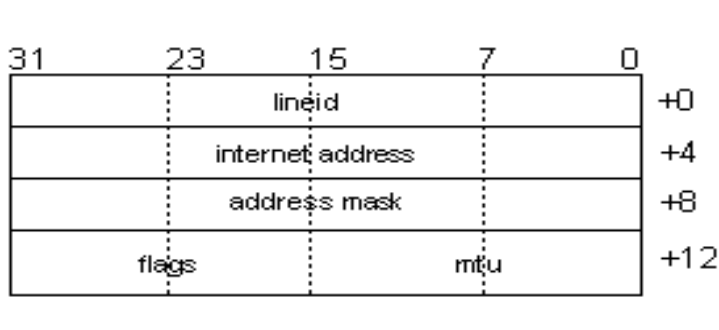 31 23 15 7 0
lineid +0
internet address +4
address mask +8
flags mtu +12